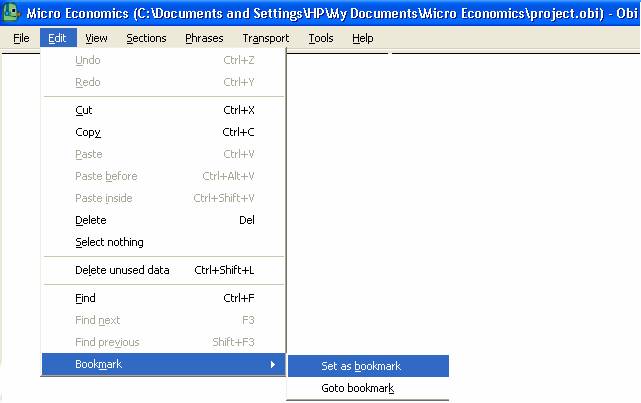 Micro Economics (C:\Documents and Settings\HP\My Documents\Micro Economics\project.obi) - Obi
File Edit View Sections Phrases Transport Tools Help
Undo Ctrl+Z
Redo Ctrl+Y
Cut Ctrl+X
Copy Ctrl+C
Paste Ctrl+V
Paste before Ctrl+Alt+V
Paste inside Ctrl+Shift+V
Delete Del
Select nothing
Delete unused data Ctrl+Shift+L
Find Ctrl+F
Find next F3
Find previous Shift+F3
Bookmark Set as bookmark
Goto bookmark